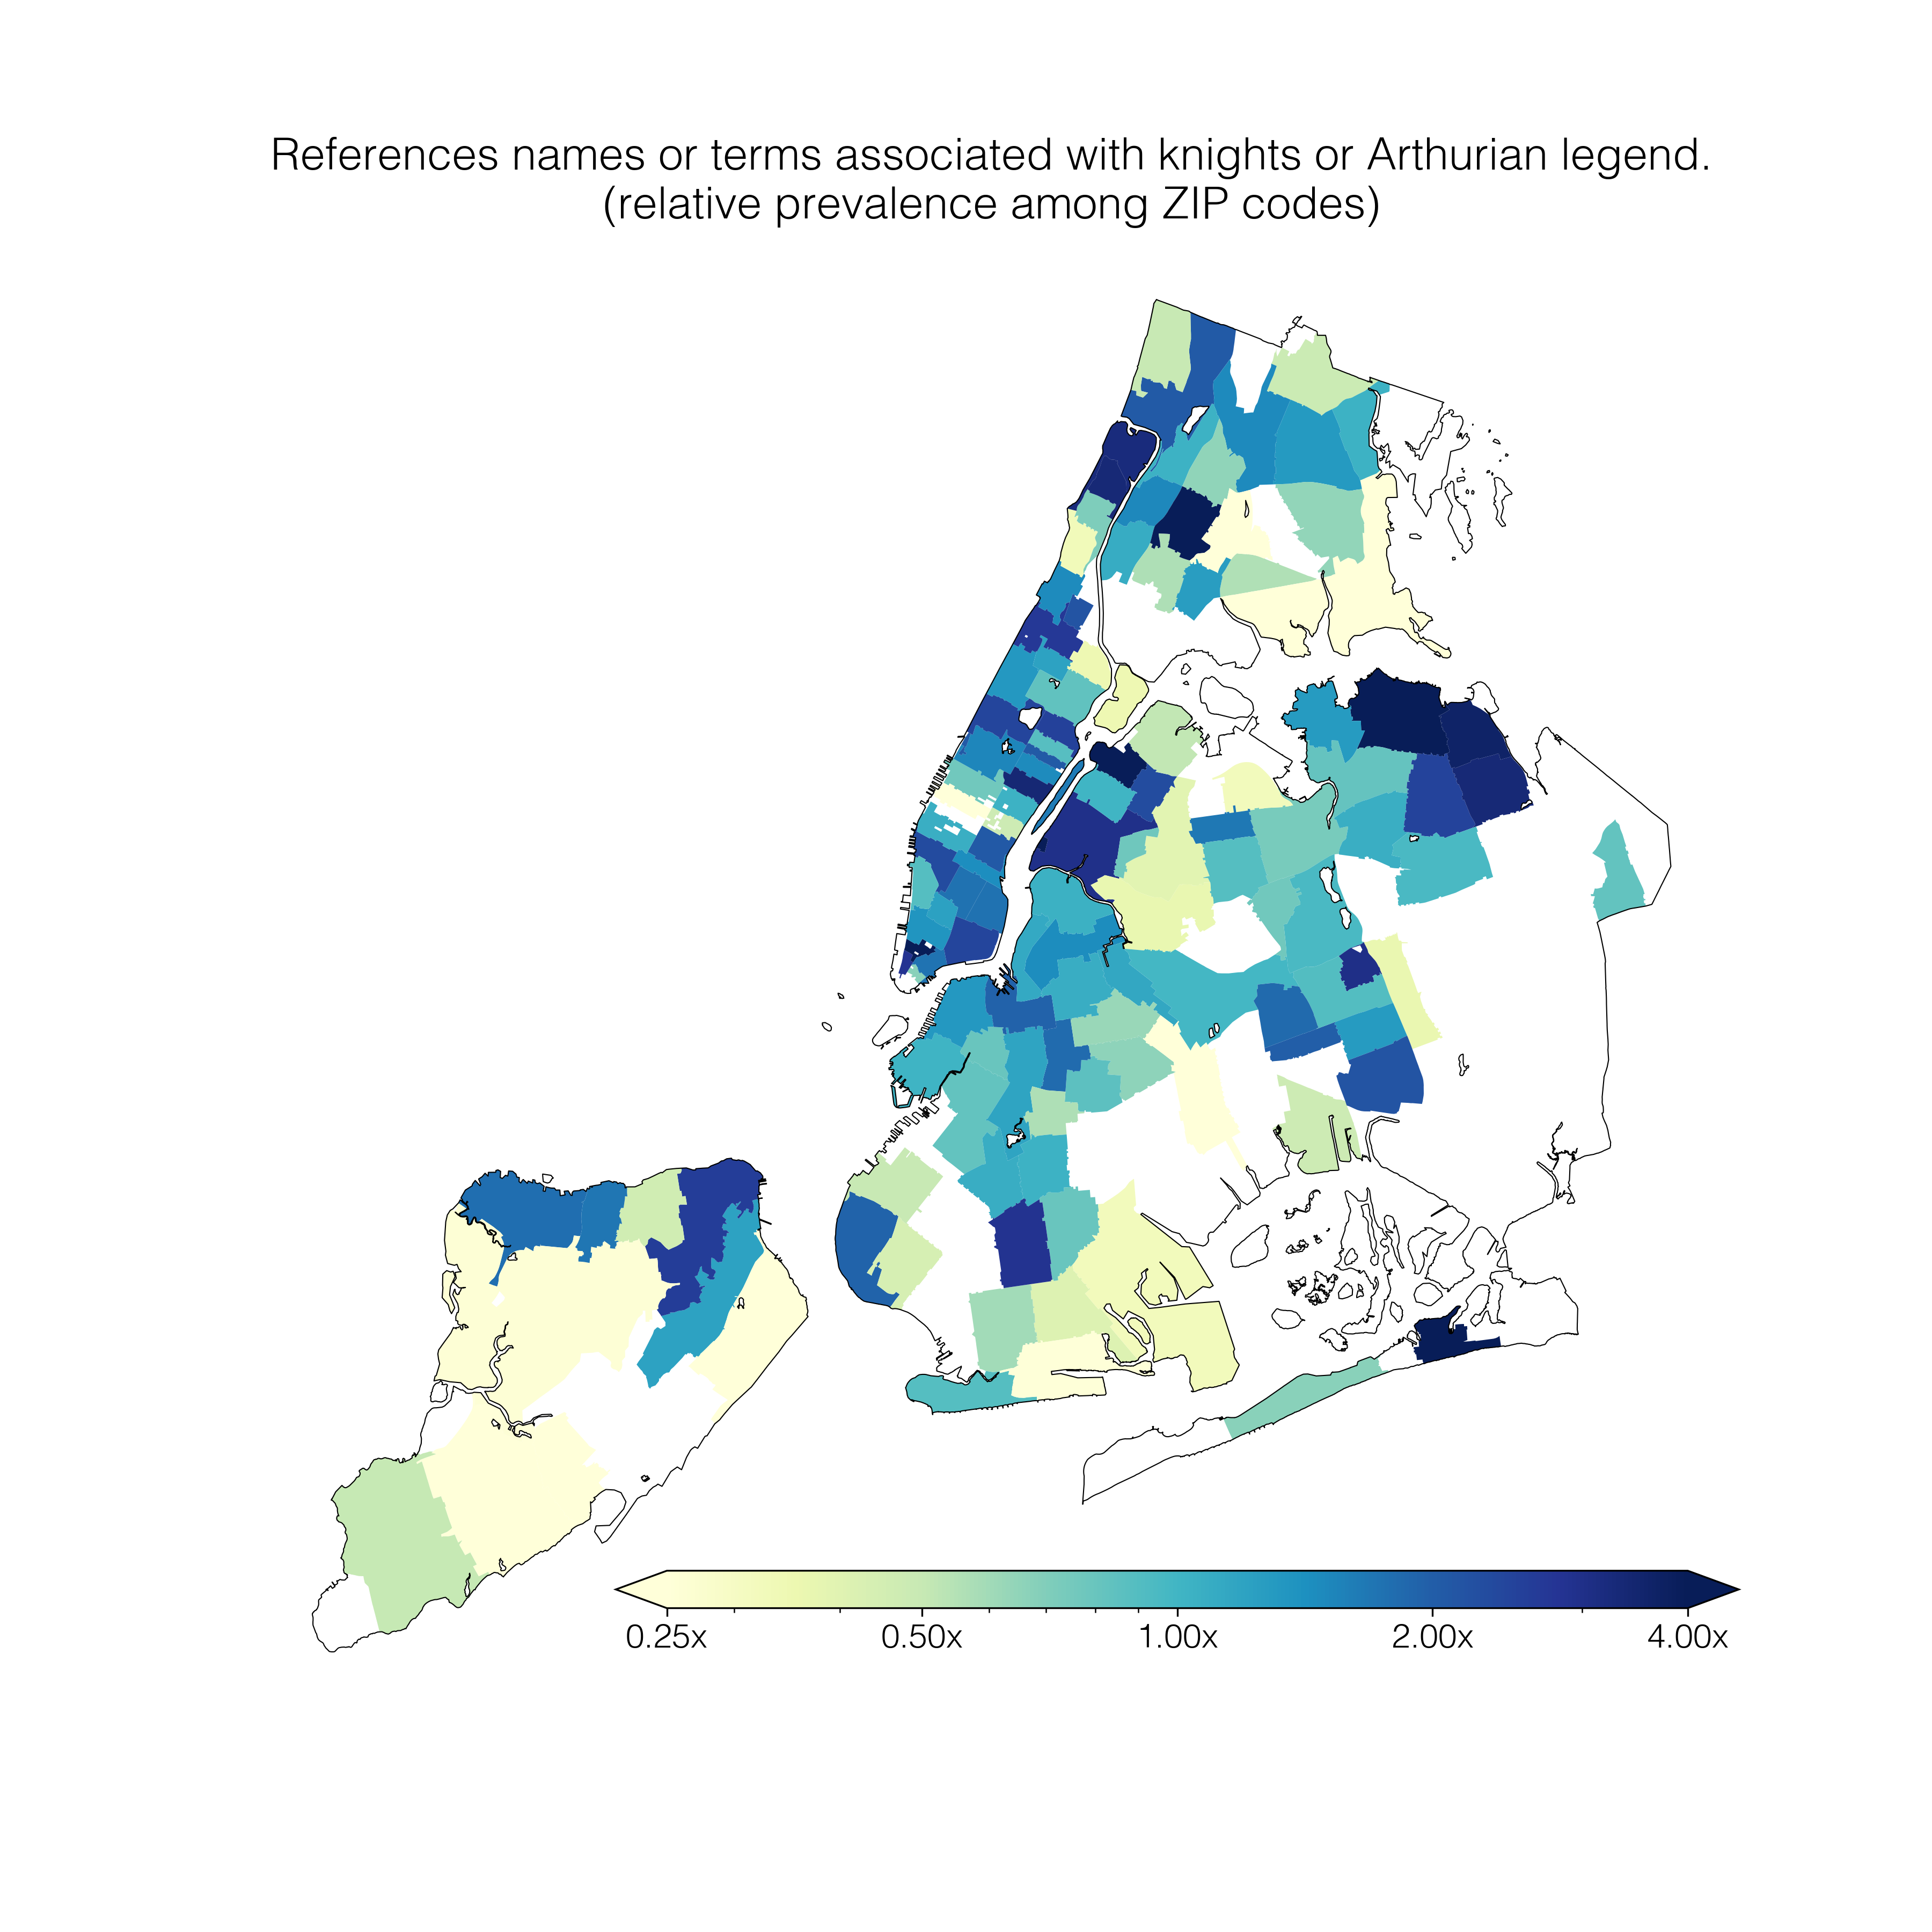 References names or terms associated with knights or Arthurian legend.
(relative prevalence among ZIP codes)
0.25x 0.50x 1.00x 2.00x 4.00x